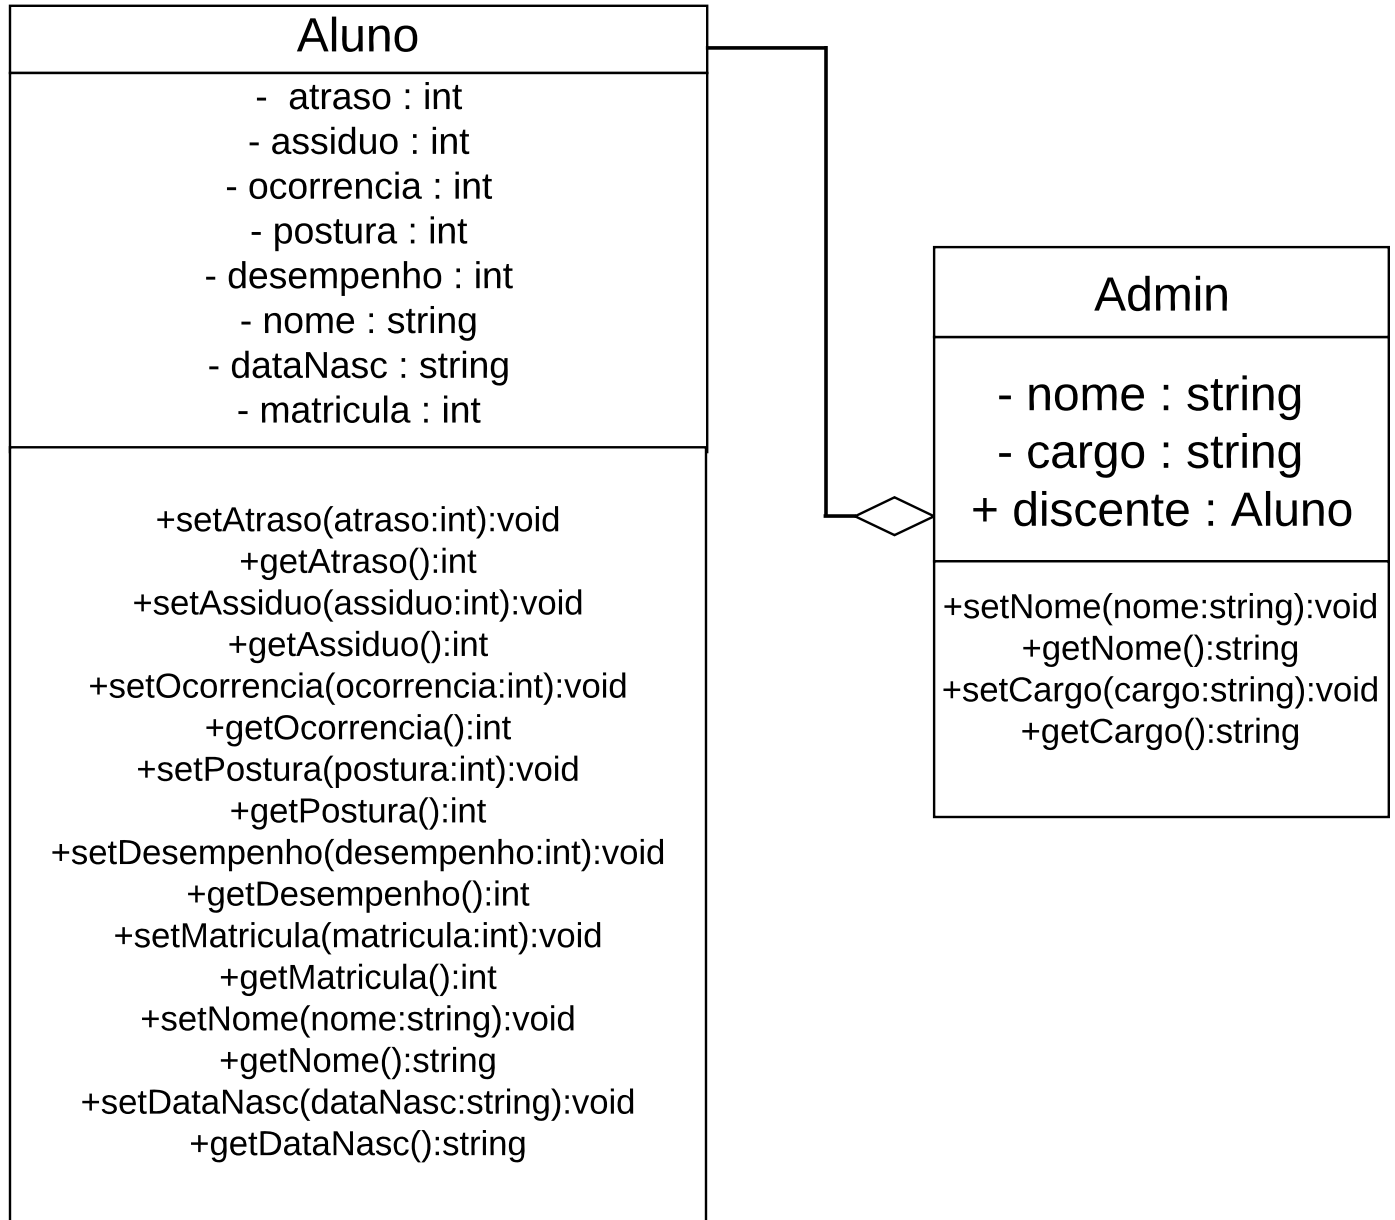 Aluno
-  atraso : int
- assiduo : int
- ocorrencia : int
- postura : int
- desempenho : int
- nome : string
- dataNasc : string
- matricula : int
+setAtraso(atraso:int):void
+getAtraso():int
+setAssiduo(assiduo:int):void
+getAssiduo():int
+setOcorrencia(ocorrencia:int):void
+getOcorrencia():int
+setPostura(postura:int):void
+getPostura():int
+setDesempenho(desempenho:int):void
+getDesempenho():int
+setMatricula(matricula:int):void
+getMatricula():int
+setNome(nome:string):void
+getNome():string
+setDataNasc(dataNasc:string):void
+getDataNasc():string
Admin
- nome : string
- cargo : string
+ discente : Aluno
+setNome(nome:string):void
+getNome():string
+setCargo(cargo:string):void
+getCargo():string